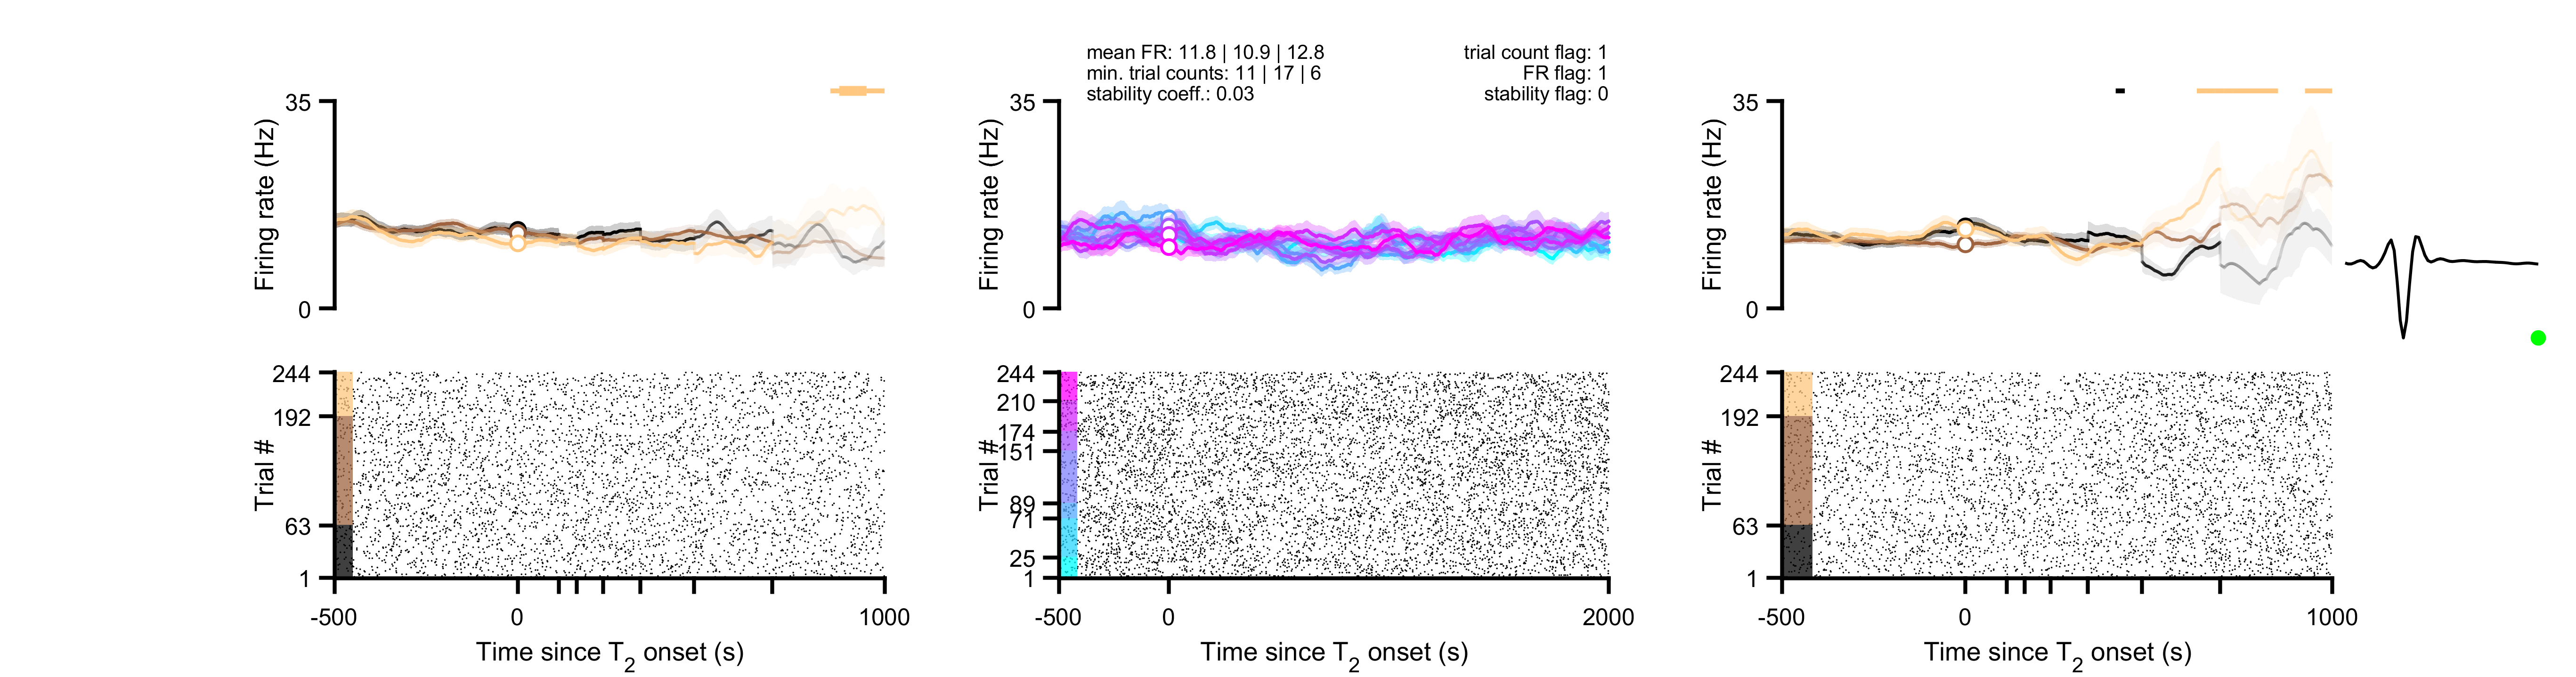 mean FR: 11.8 | 10.9 | 12.8
min. trial counts: 11 | 17 | 6
stability coeff.: 0.03
trial count flag: 1
FR flag: 1
stability flag: 0
35
Firing rate (Hz)
0
35
Firing rate (Hz)
0
35
Firing rate (Hz)
0
244
192
Trial #
63
1
-500
0
1000
Time since T2 onset (s)
244
210
174
151
Trial #
89
71
25
1
-500
0
2000
Time since T2 onset (s)
244
192
Trial #
63
1
-500
0
1000
Time since T2 onset (s)